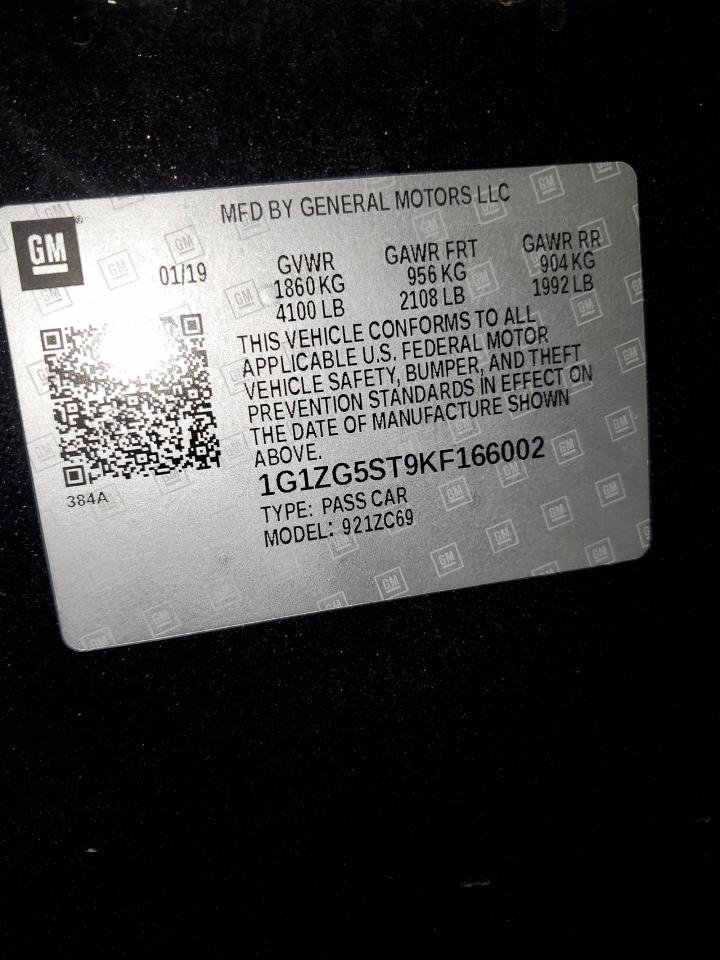 MFD BY GENERAL MOTORS LLC
GM®
01/19
GVWR GAWR FRT GAWR RR
1860 KG 956 KG 904 KG
4100 LB 2108 LB 1992 LB
THIS VEHICLE CONFORMS TO ALL
APPLICABLE U.S. FEDERAL MOTOR
VEHICLE SAFETY, BUMPER, AND THEFT
PREVENTION STANDARDS IN EFFECT ON
THE DATE OF MANUFACTURE SHOWN
ABOVE.
384A
1G1ZG5ST9KF166002
TYPE: PASS CAR
MODEL: 921ZC69